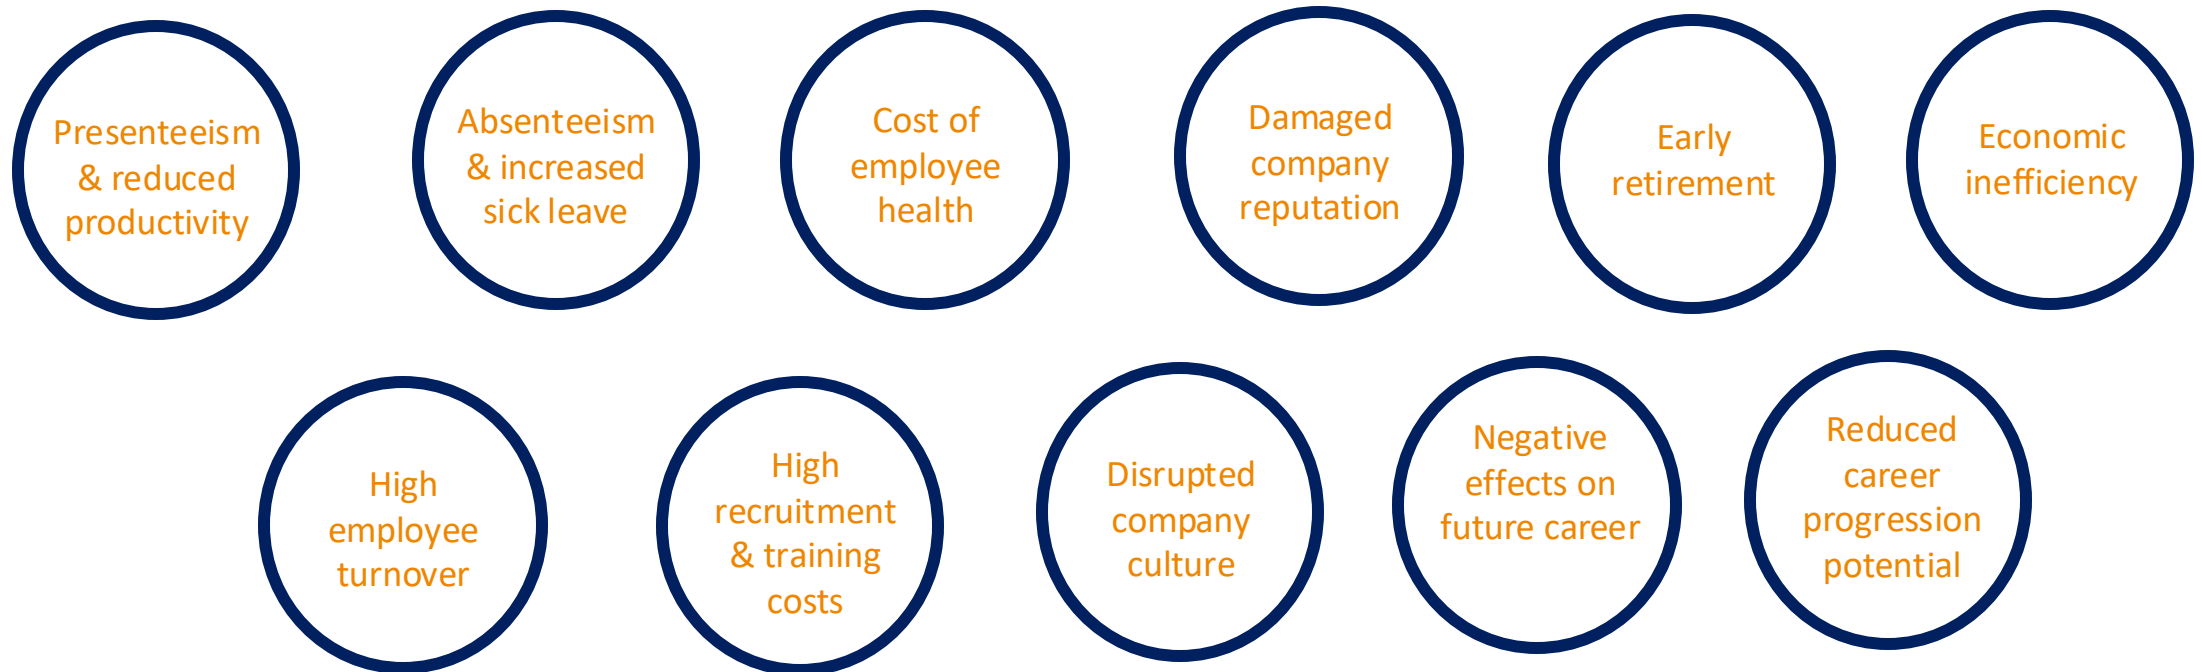 Presenteeism
& reduced
productivity
Absenteeism
& increased
sick leave
Cost of
employee
health
Damaged
company
reputation
Early
retirement
Economic
inefficiency
High
employee
turnover
High
recruitment
& training
costs
Disrupted
company
culture
Negative
effects on
future career
Reduced
career
progression
potential